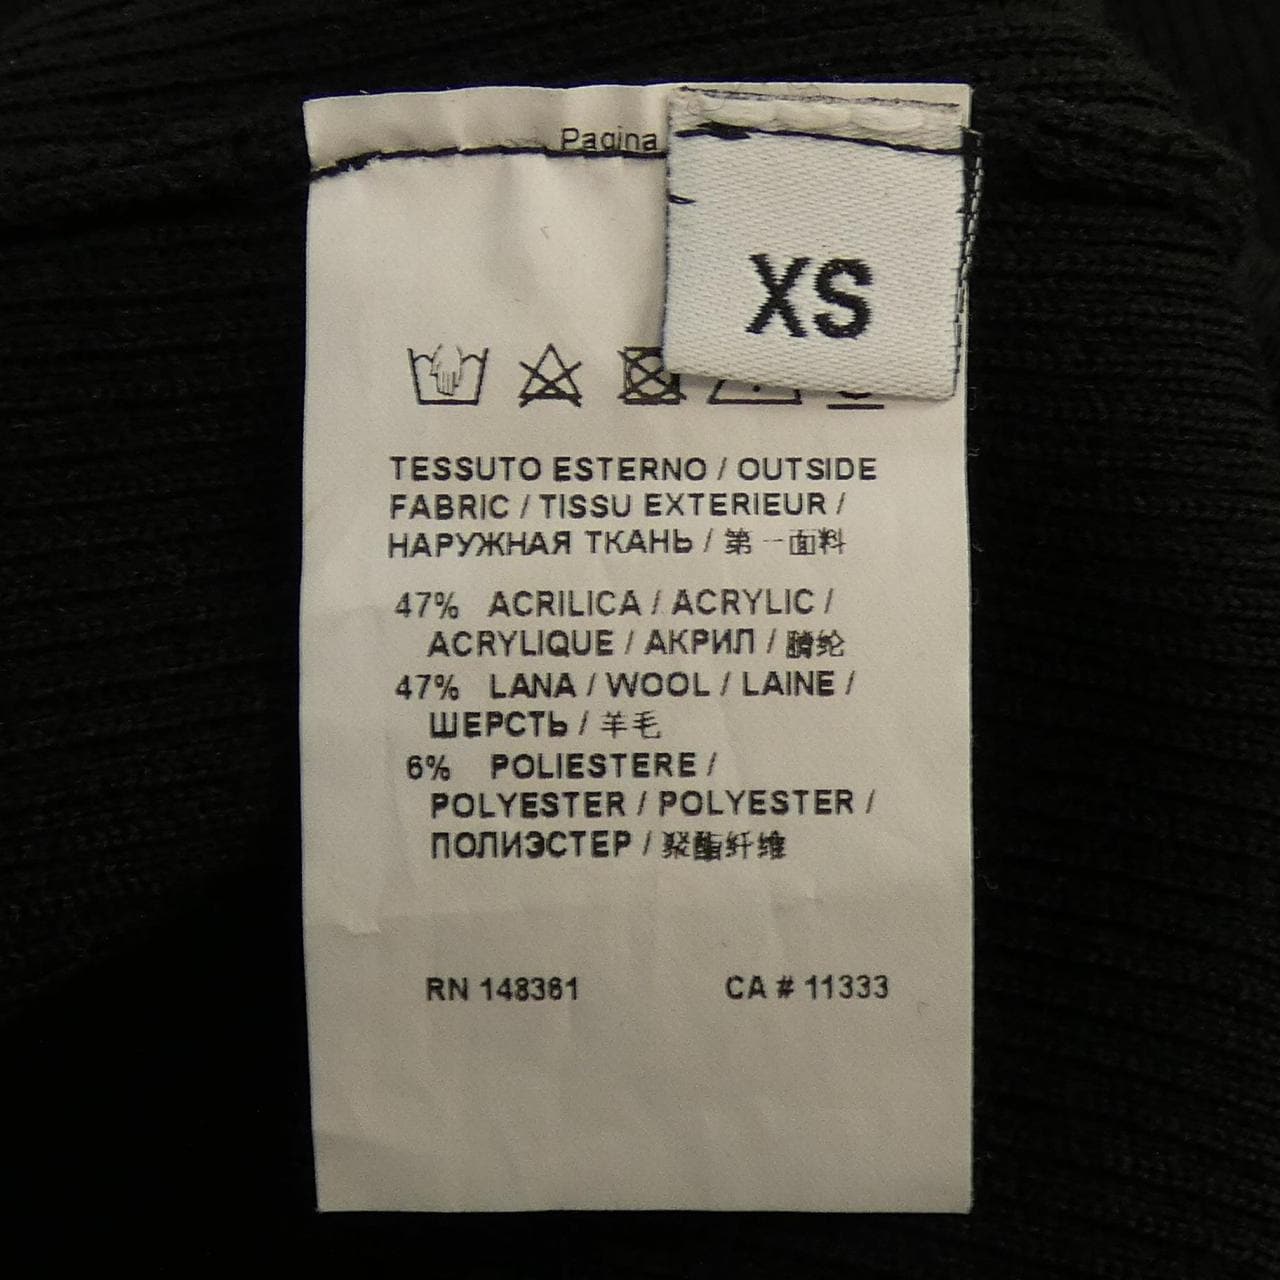 Pagina
XS
TESSUTO ESTERNO / OUTSIDE
FABRIC / TISSU EXTERIEUR /
НАРУЖНАЯ ТКАНЬ / 第一面料
47% ACRILICA / ACRYLIC /
ACRYLIQUE / АКРИЛ / 腈纶
47% LANA / WOOL / LAINE /
ШЕРСТЬ / 羊毛
6% POLIESTERE /
POLYESTER / POLYESTER /
ПОЛИЭСТЕР / 聚酯纤维
RN 148361 CA # 11333